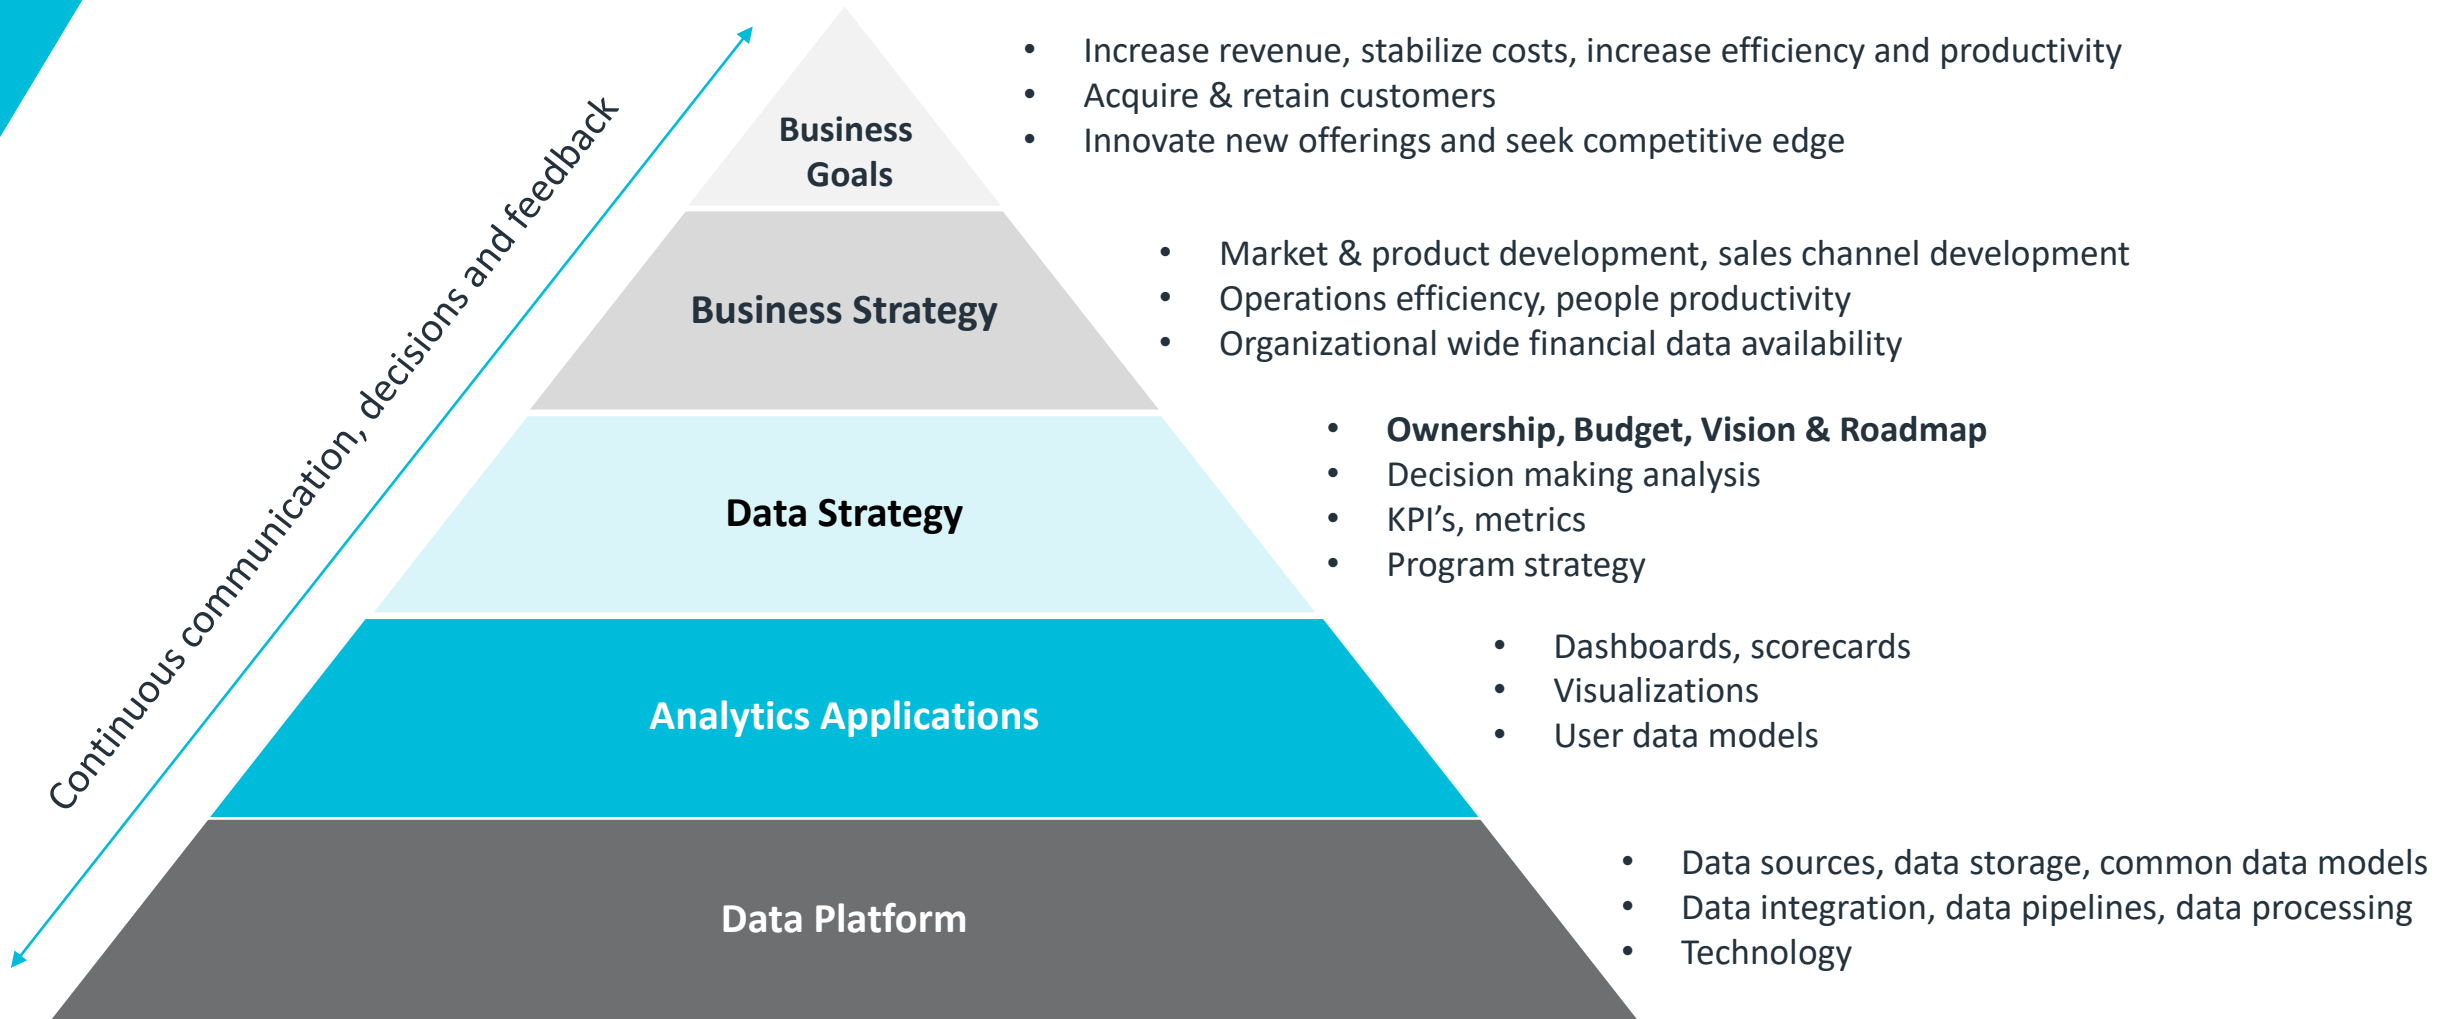 Continuous communication, decisions and feedback
Business
Goals
• Increase revenue, stabilize costs, increase efficiency and productivity
• Acquire & retain customers
• Innovate new offerings and seek competitive edge
Business Strategy
• Market & product development, sales channel development
• Operations efficiency, people productivity
• Organizational wide financial data availability
Data Strategy
• Ownership, Budget, Vision & Roadmap
• Decision making analysis
• KPI’s, metrics
• Program strategy
Analytics Applications
• Dashboards, scorecards
• Visualizations
• User data models
Data Platform
• Data sources, data storage, common data models
• Data integration, data pipelines, data processing
• Technology